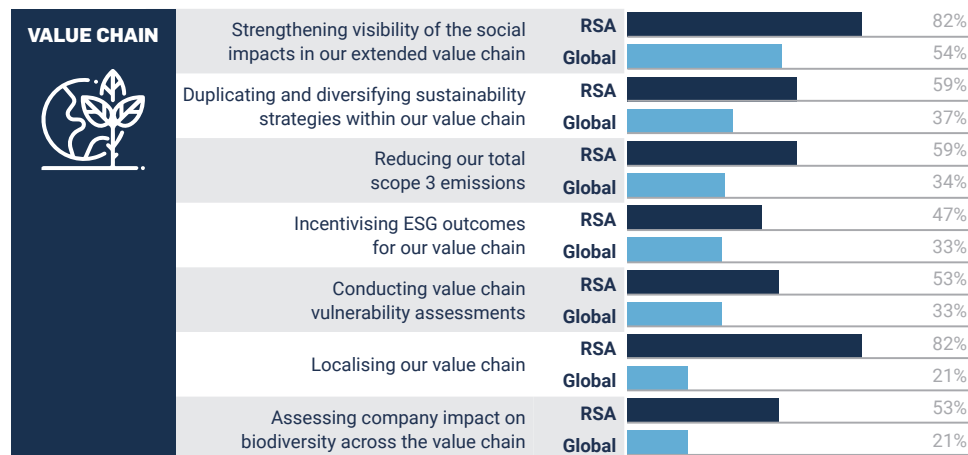 VALUE CHAIN
Strengthening visibility of the social
impacts in our extended value chain
RSA
82%
Global
54%
Duplicating and diversifying sustainability
strategies within our value chain
RSA
59%
Global
37%
Reducing our total
scope 3 emissions
RSA
59%
Global
34%
Incentivising ESG outcomes
for our value chain
RSA
47%
Global
33%
Conducting value chain
vulnerability assessments
RSA
53%
Global
33%
Localising our value chain
RSA
82%
Global
21%
Assessing company impact on
biodiversity across the value chain
RSA
53%
Global
21%